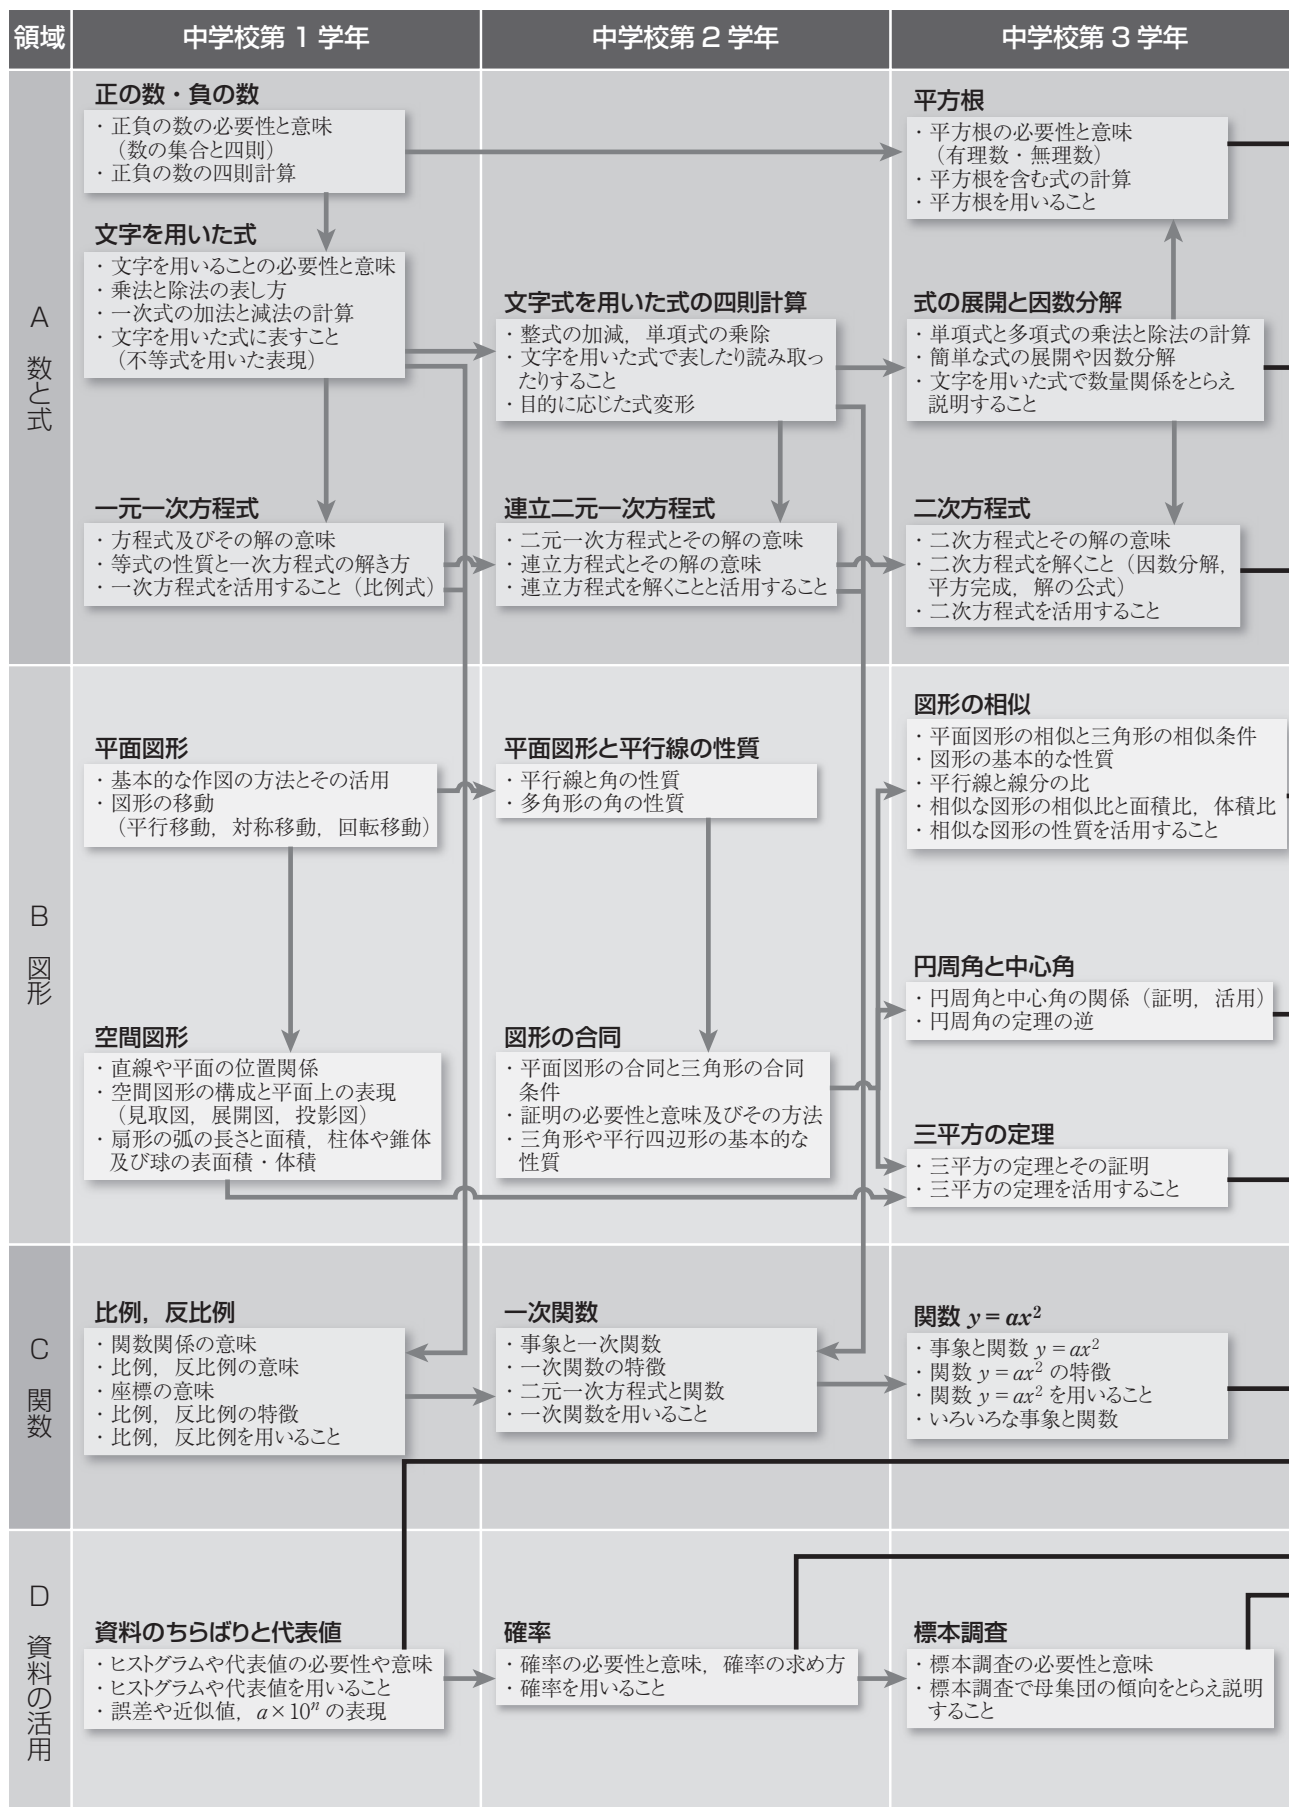 領域
中学校第 1 学年
中学校第 2 学年
中学校第 3 学年
A 数と式
正の数・負の数
・正負の数の必要性と意味
（数の集合と四則）
・正負の数の四則計算
文字を用いた式
・文字を用いることの必要性と意味
・乗法と除法の表し方
・一次式の加法と減法の計算
・文字を用いた式に表すこと
（不等式を用いた表現）
一元一次方程式
・方程式及びその解の意味
・等式の性質と一次方程式の解き方
・一次方程式を活用すること（比例式）
文字式を用いた式の四則計算
・整式の加減，単項式の乗除
・文字を用いた式で表したり読み取っ
たりすること
・目的に応じた式変形
連立二元一次方程式
・二元一次方程式とその解の意味
・連立方程式とその解の意味
・連立方程式を解くことと活用すること
平方根
・平方根の必要性と意味
（有理数・無理数）
・平方根を含む式の計算
・平方根を用いること
式の展開と因数分解
・単項式と多項式の乗法と除法の計算
・簡単な式の展開や因数分解
・文字を用いた式で数量関係をとらえ
説明すること
二次方程式
・二次方程式とその解の意味
・二次方程式を解くこと（因数分解，
平方完成，解の公式）
・二次方程式を活用すること
B 図形
平面図形
・基本的な作図の方法とその活用
・図形の移動
（平行移動，対称移動，回転移動）
空間図形
・直線や平面の位置関係
・空間図形の構成と平面上の表現
（見取図，展開図，投影図）
・扇形の弧の長さと面積，柱体や錐体
及び球の表面積・体積
平面図形と平行線の性質
・平行線と角の性質
・多角形の角の性質
図形の合同
・平面図形の合同と三角形の合同
条件
・証明の必要性と意味及びその方法
・三角形や平行四辺形の基本的な
性質
図形の相似
・平面図形の相似と三角形の相似条件
・図形の基本的な性質
・平行線と線分の比
・相似な図形の相似比と面積比，体積比
・相似な図形の性質を活用すること
円周角と中心角
・円周角と中心角の関係（証明，活用）
・円周角の定理の逆
三平方の定理
・三平方の定理とその証明
・三平方の定理を活用すること
C 関数
比例，反比例
・関数関係の意味
・比例，反比例の意味
・座標の意味
・比例，反比例の特徴
・比例，反比例を用いること
一次関数
・事象と一次関数
・一次関数の特徴
・二元一次方程式と関数
・一次関数を用いること
関数 y = ax²
・事象と関数 y = ax²
・関数 y = ax² の特徴
・関数 y = ax² を用いること
・いろいろな事象と関数
D 資料の活用
資料のちらばりと代表値
・ヒストグラムや代表値の必要性や意味
・ヒストグラムや代表値を用いること
・誤差や近似値，a × 10ⁿ の表現
確率
・確率の必要性と意味，確率の求め方
・確率を用いること
標本調査
・標本調査の必要性と意味
・標本調査で母集団の傾向をとらえ説明
すること